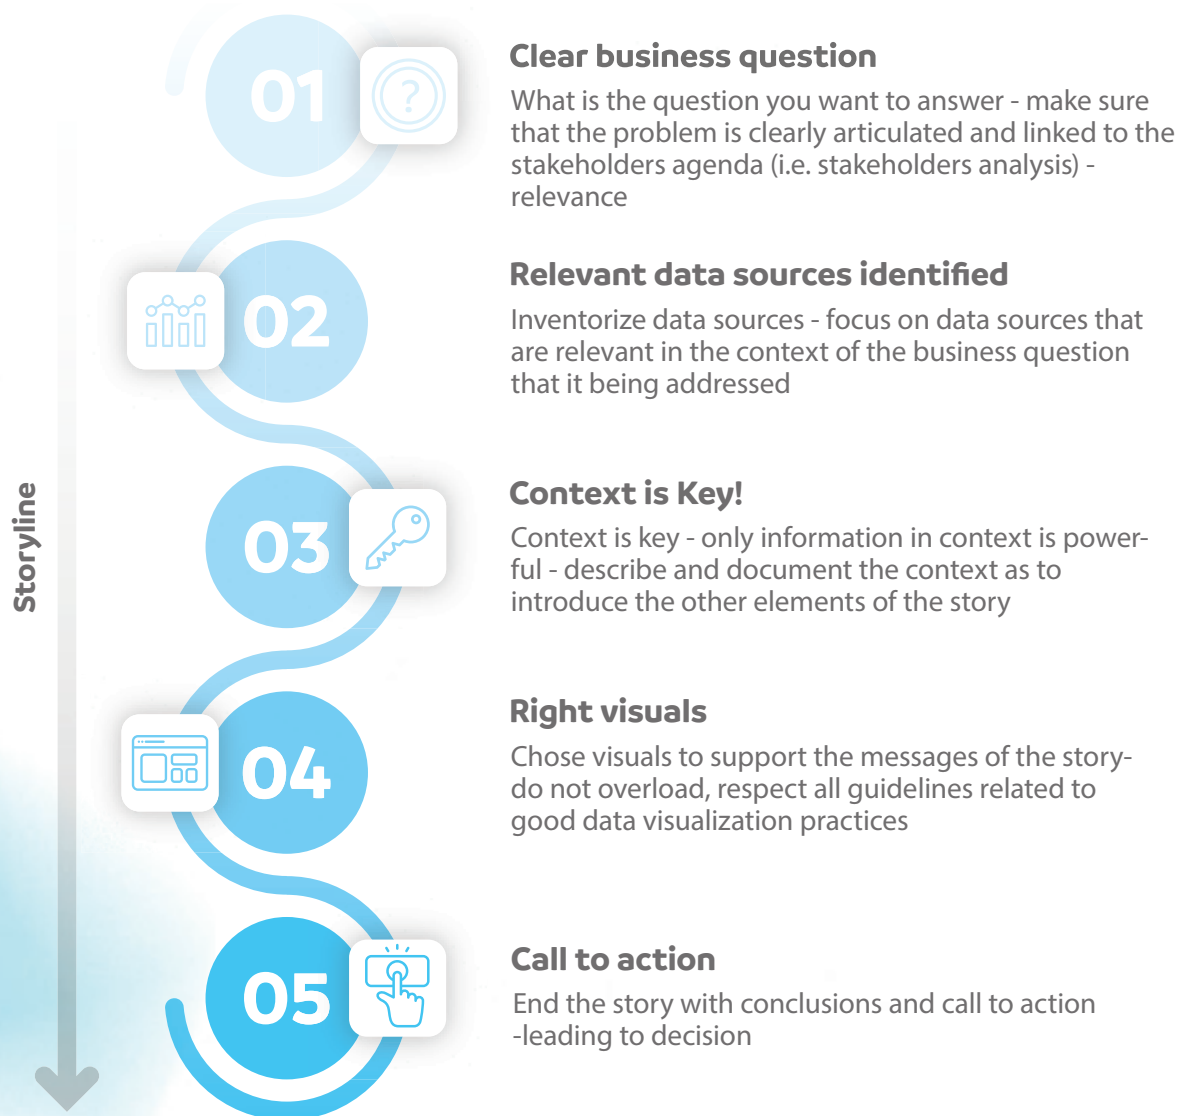 01
?
Clear business question
What is the question you want to answer - make sure
that the problem is clearly articulated and linked to the
stakeholders agenda (i.e. stakeholders analysis) -
relevance
02
Relevant data sources identified
Inventorize data sources - focus on data sources that
are relevant in the context of the business question
that it being addressed
Storyline
03
Context is Key!
Context is key - only information in context is power-
ful - describe and document the context as to
introduce the other elements of the story
04
Right visuals
Chose visuals to support the messages of the story-
do not overload, respect all guidelines related to
good data visualization practices
05
Call to action
End the story with conclusions and call to action
-leading to decision